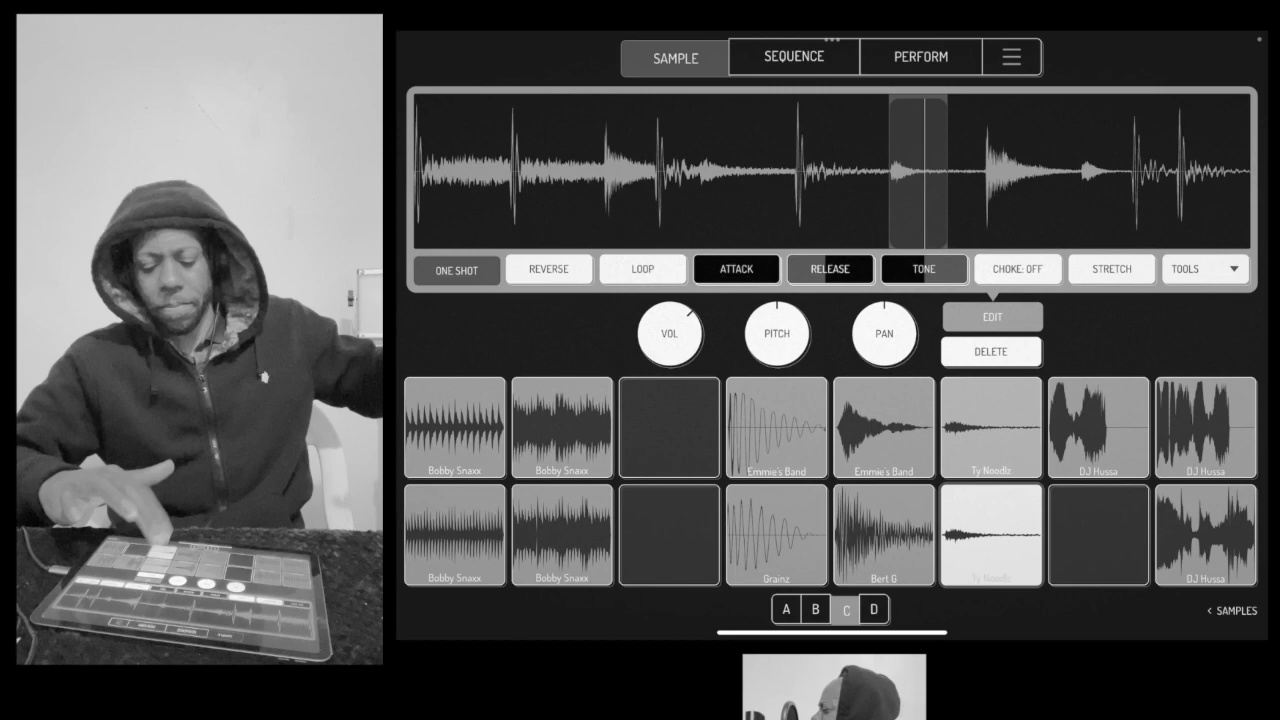 SAMPLE
SEQUENCE
PERFORM
ONE SHOT
REVERSE
LOOP
ATTACK
RELEASE
TONE
CHOKE: OFF
STRETCH
TOOLS
VOL
PITCH
PAN
EDIT
DELETE
Bobby Snaxx
Bobby Snaxx
Emmie's Band
Emmie's Band
Ty Noodlz
DJ Hussa
DJ Hussa
Bobby Snaxx
Bobby Snaxx
Grainz
Bert G
Ty Noodlz
DJ Hussa
A
B
C
D
< SAMPLES